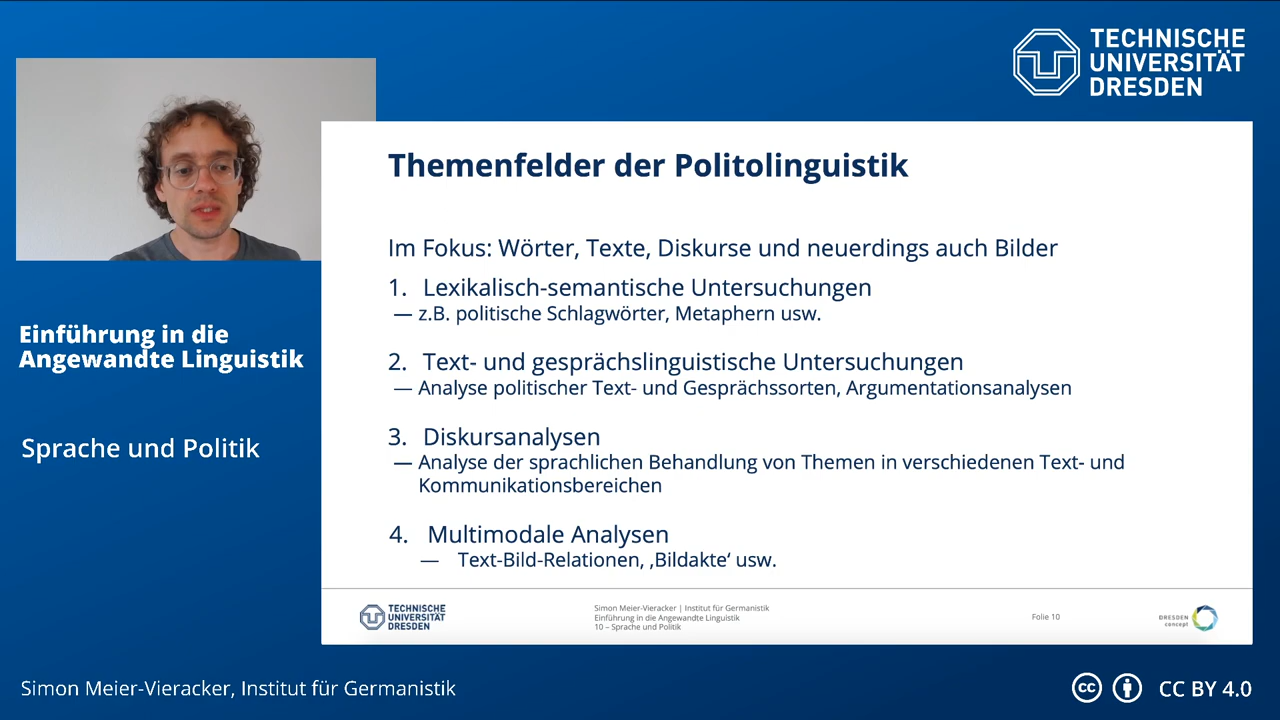 TECHNISCHE
UNIVERSITÄT
DRESDEN
Themenfelder der Politolinguistik
Im Fokus: Wörter, Texte, Diskurse und neuerdings auch Bilder
1. Lexikalisch-semantische Untersuchungen
— z.B. politische Schlagwörter, Metaphern usw.
2. Text- und gesprächslinguistische Untersuchungen
— Analyse politischer Text- und Gesprächssorten, Argumentationsanalysen
3. Diskursanalysen
— Analyse der sprachlichen Behandlung von Themen in verschiedenen Text- und
Kommunikationsbereichen
4. Multimodale Analysen
— Text-Bild-Relationen, ‚Bildakte‘ usw.
TECHNISCHE
UNIVERSITÄT
DRESDEN
Simon Meier-Vieracker | Institut für Germanistik
Einführung in die Angewandte Linguistik
10 – Sprache und Politik
Folie 10
DRESDEN
concept
Einführung in die
Angewandte Linguistik
Sprache und Politik
Simon Meier-Vieracker, Institut für Germanistik
cc
CC BY 4.0